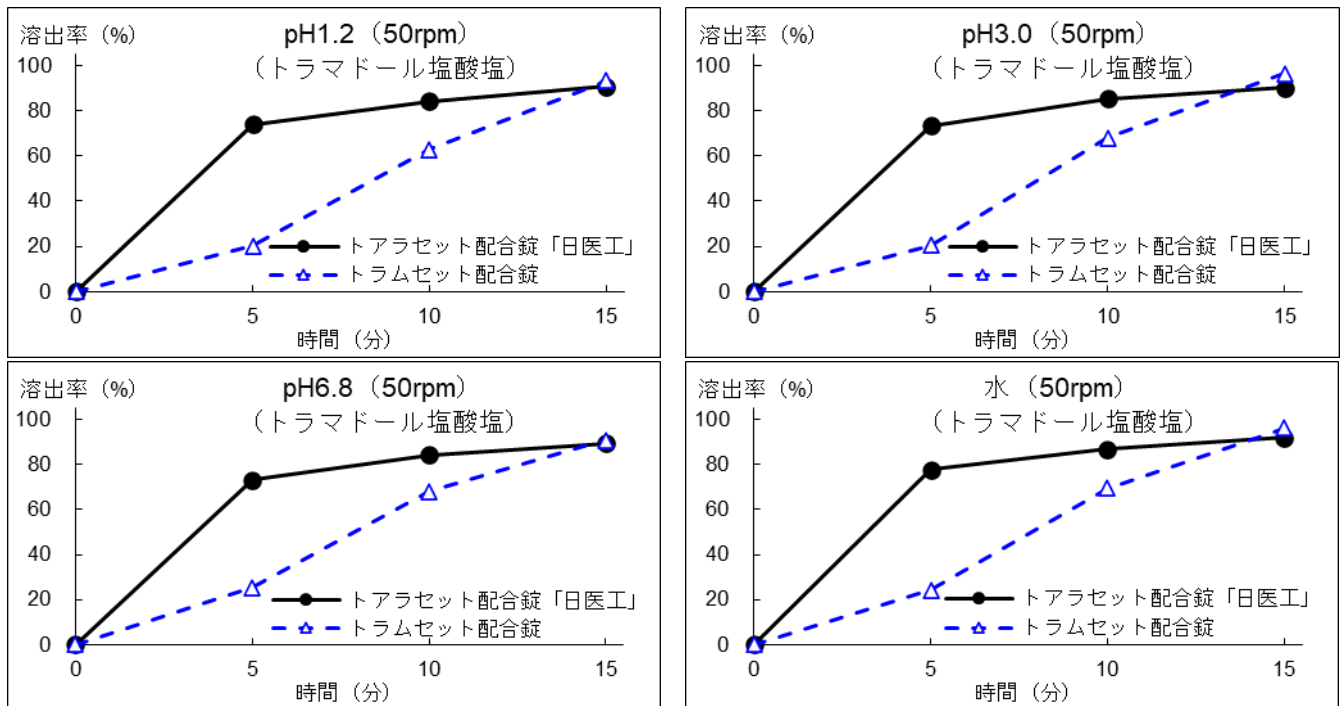 溶出率 (%)
pH1.2（50rpm）
（トラマドール塩酸塩）
100
80
60
40
20
0
トアラセット配合錠「日医工」
トラムセット配合錠
0 5 10 15
時間（分）
溶出率 (%)
pH3.0（50rpm）
（トラマドール塩酸塩）
100
80
60
40
20
0
トアラセット配合錠「日医工」
トラムセット配合錠
0 5 10 15
時間（分）
溶出率 (%)
pH6.8（50rpm）
（トラマドール塩酸塩）
100
80
60
40
20
0
トアラセット配合錠「日医工」
トラムセット配合錠
0 5 10 15
時間（分）
溶出率 (%)
水（50rpm）
（トラマドール塩酸塩）
100
80
60
40
20
0
トアラセット配合錠「日医工」
トラムセット配合錠
0 5 10 15
時間（分）